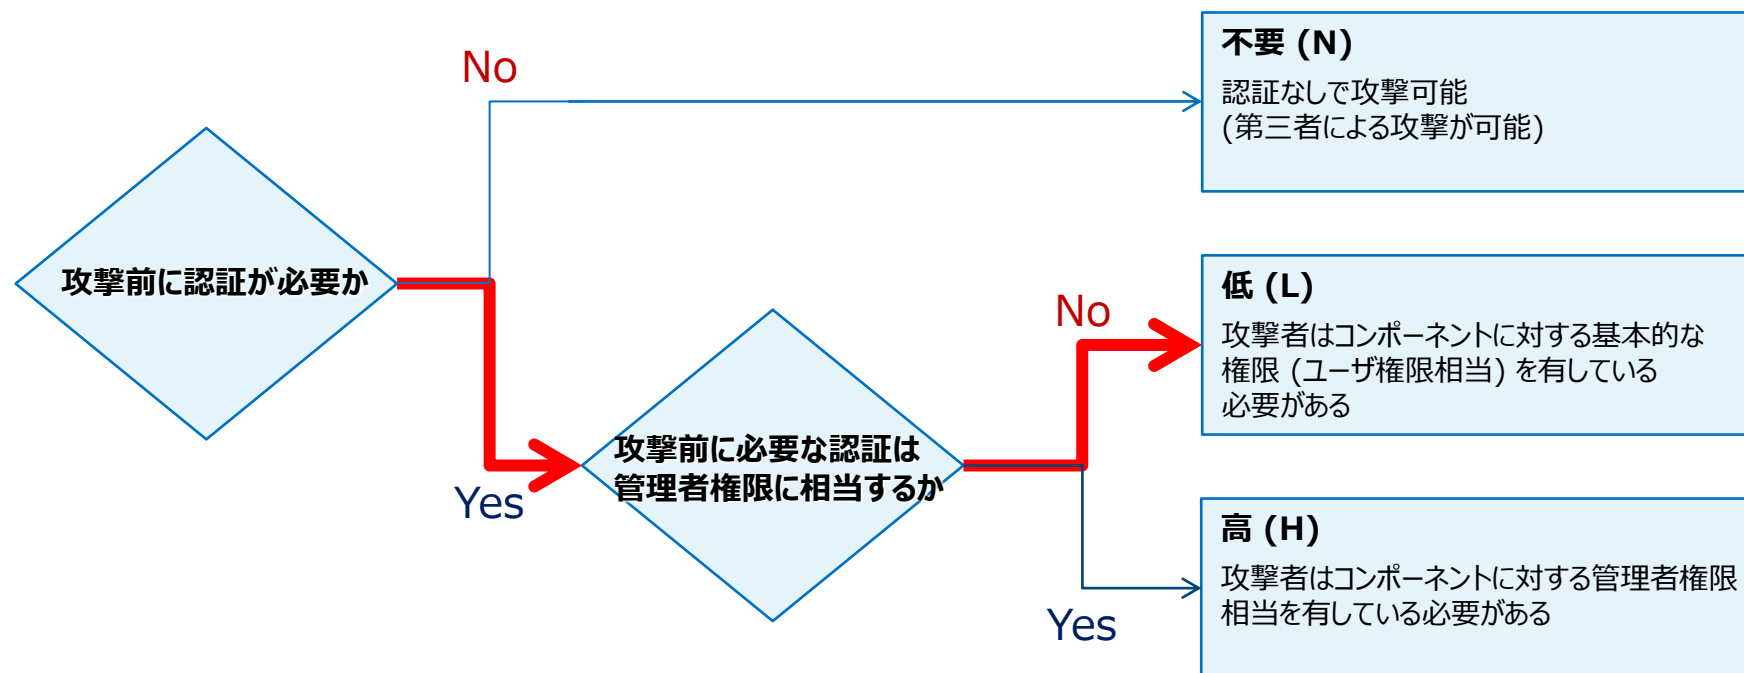 No
不要 (N)
認証なしで攻撃可能
(第三者による攻撃が可能)
攻撃前に認証が必要か
Yes
攻撃前に必要な認証は
管理者権限に相当するか
No
低 (L)
攻撃者はコンポーネントに対する基本的な
権限 (ユーザ権限相当) を有している
必要がある
Yes
高 (H)
攻撃者はコンポーネントに対する管理者権限
相当を有している必要がある